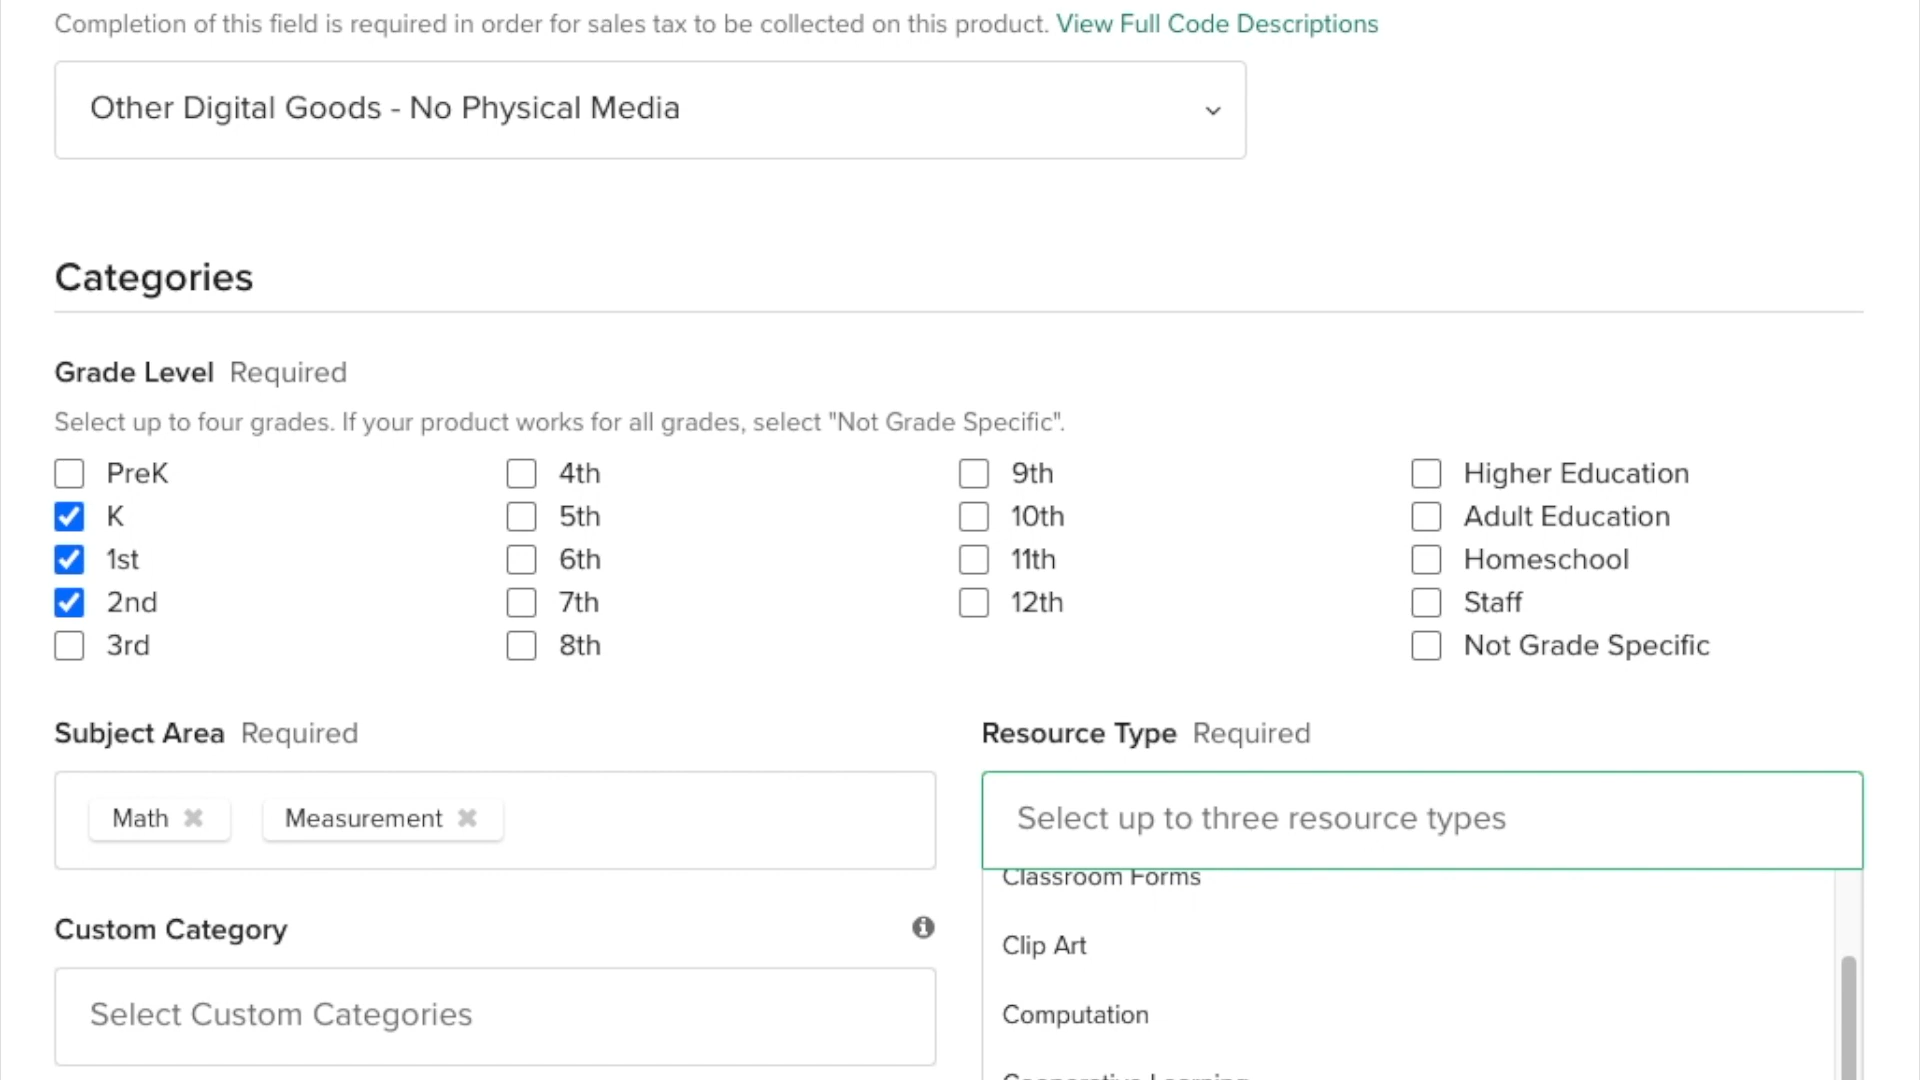 Completion of this field is required in order for sales tax to be collected on this product. View Full Code Descriptions
Other Digital Goods - No Physical Media
Categories
Grade Level Required
Select up to four grades. If your product works for all grades, select "Not Grade Specific".
PreK 4th 9th Higher Education
K 5th 10th Adult Education
1st 6th 11th Homeschool
2nd 7th 12th Staff
3rd 8th Not Grade Specific
Subject Area Required
Math Measurement
Custom Category
Select Custom Categories
Resource Type Required
Select up to three resource types
Classroom Forms
Clip Art
Computation
Cooperative Learning